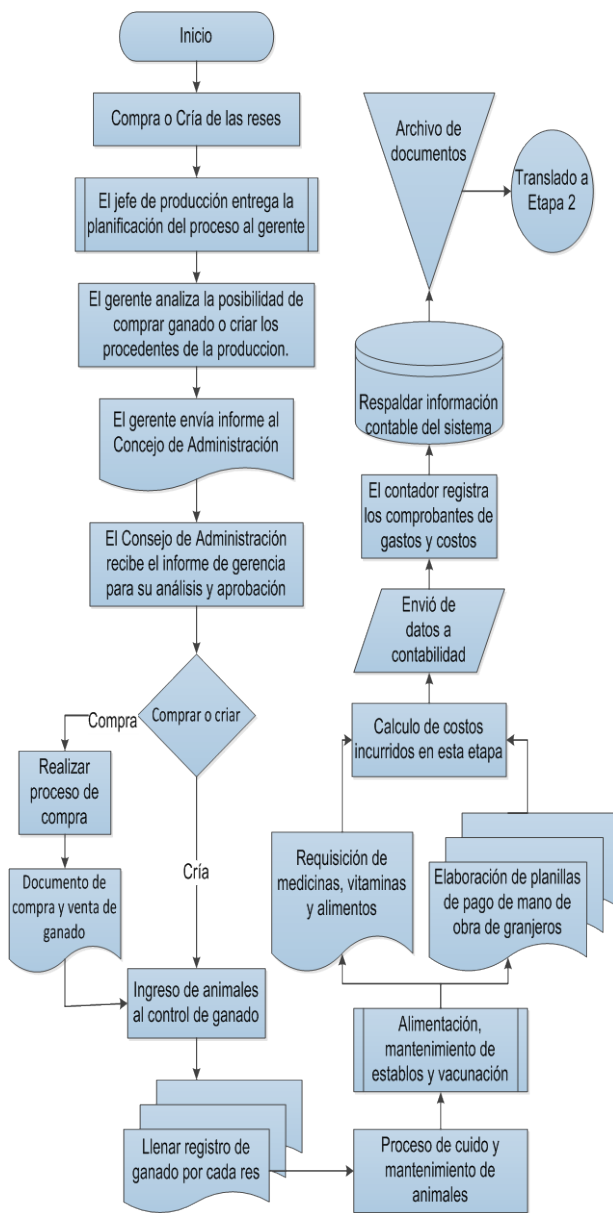 Inicio
Compra o Cría de las reses
El jefe de producción entrega la
planificación del proceso al gerente
El gerente analiza la posibilidad de
comprar ganado o criar los
procedentes de la produccion.
El gerente envía informe al
Concejo de Administración
El Consejo de Administración
recibe el informe de gerencia
para su análisis y aprobación
Comprar o criar
Compra
Realizar
proceso de
compra
Documento de
compra y venta de
ganado
Cría
Ingreso de animales
al control de ganado
Llenar registro de
ganado por cada res
Proceso de cuido y
mantenimiento de
animales
Alimentación,
mantenimiento de
establos y vacunación
Requisición de
medicinas, vitaminas
y alimentos
Elaboración de planillas
de pago de mano de
obra de granjeros
Calculo de costos
incurridos en esta etapa
Envió de
datos a
contabilidad
El contador registra
los comprobantes de
gastos y costos
Respaldar información
contable del sistema
Archivo de
documentos
Translado a
Etapa 2